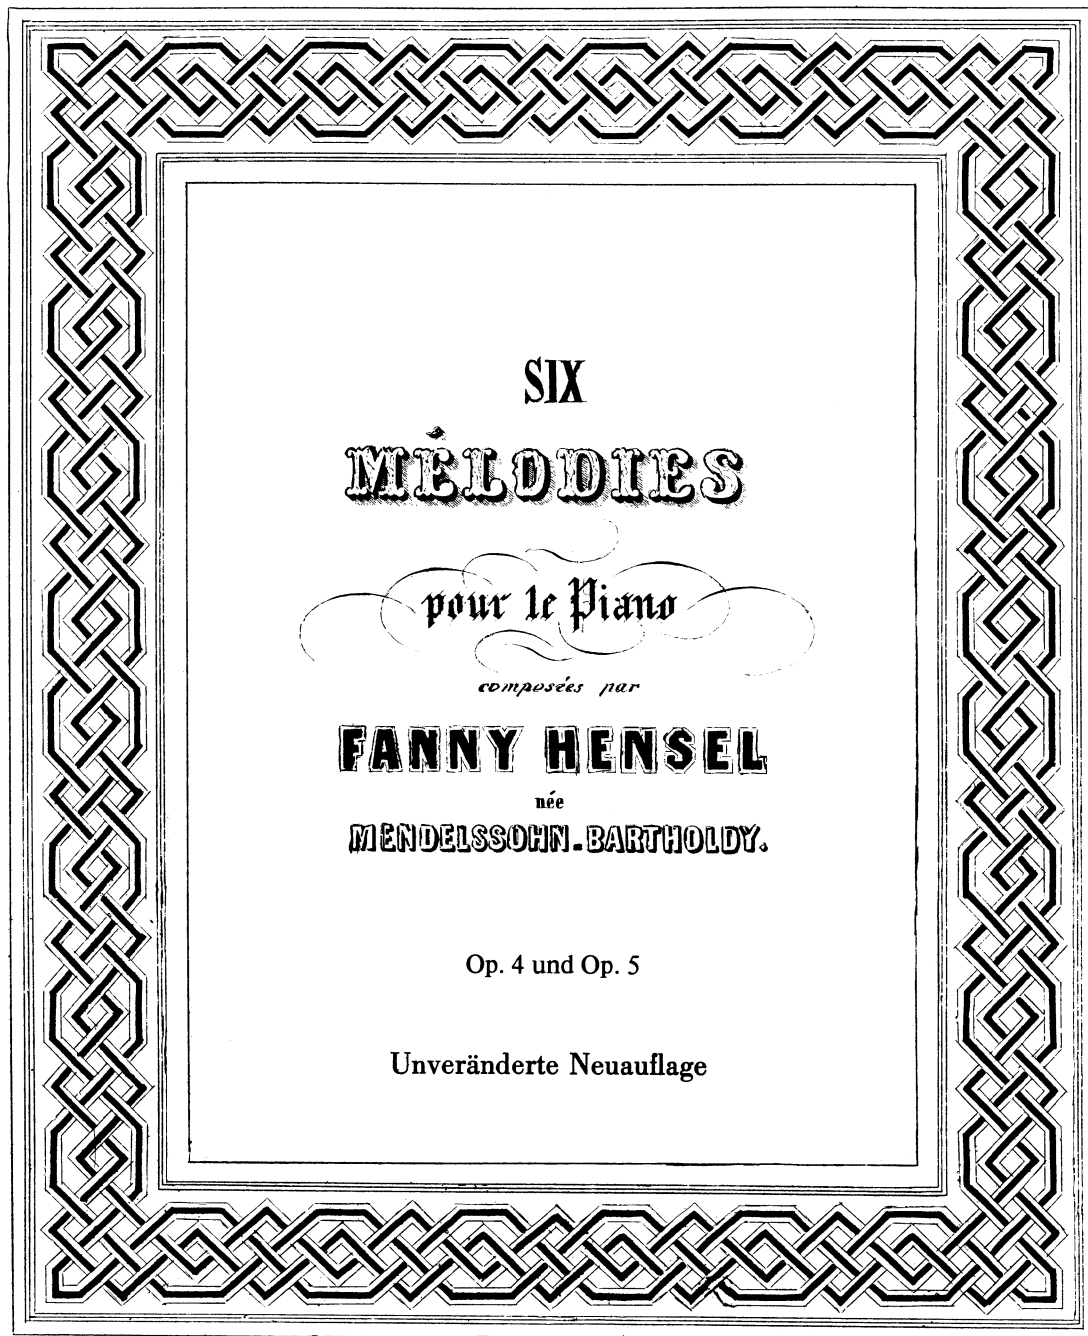 SIX
MÉLODIES
pour le Piano
composées par
FANNY HENSEL
née
MENDELSSOHN-BARTHOLDY.
Op. 4 und Op. 5
Unveränderte Neuauflage